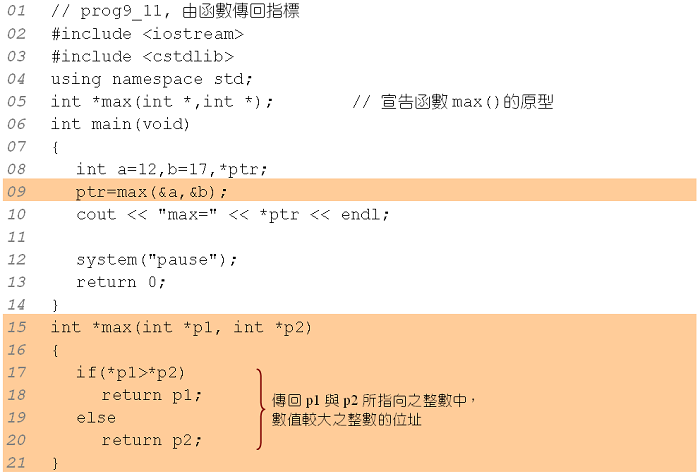 01 // prog9_11, 由函數傳回指標
02 #include <iostream>
03 #include <cstdlib>
04 using namespace std;
05 int *max(int *,int *); // 宣告函數 max()的原型
06 int main(void)
07 {
08 int a=12,b=17,*ptr;
09 ptr=max(&a,&b);
10 cout << "max=" << *ptr << endl;
11
12 system("pause");
13 return 0;
14 }
15 int *max(int *p1, int *p2)
16 {
17 if(*p1>*p2)
18 return p1;
19 else
20 return p2;
21 }
傳回 p1 與 p2 所指向之整數中，
數值較大之整數的位址